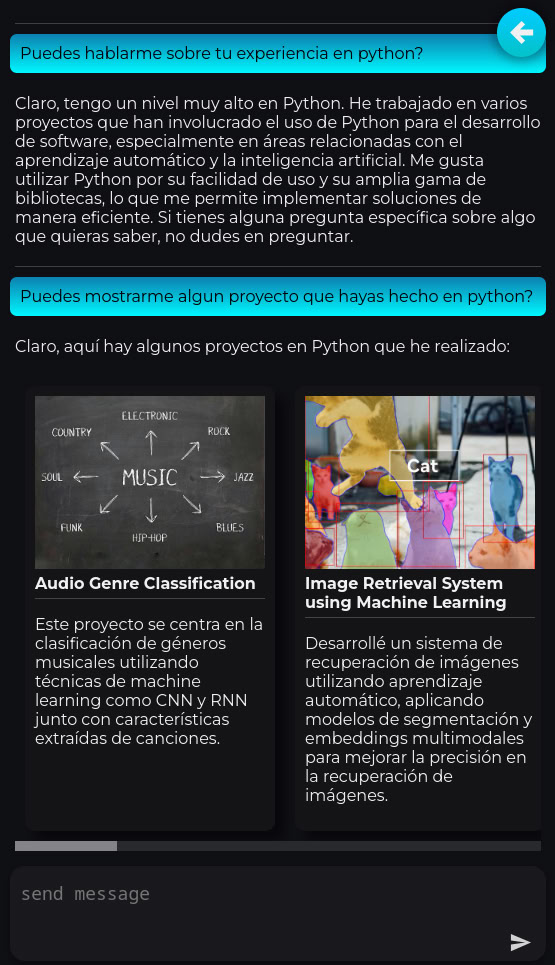 Puedes hablarme sobre tu experiencia en python?
Claro, tengo un nivel muy alto en Python. He trabajado en varios
proyectos que han involucrado el uso de Python para el desarrollo
de software, especialmente en áreas relacionadas con el
aprendizaje automático y la inteligencia artificial. Me gusta
utilizar Python por su facilidad de uso y su amplia gama de
bibliotecas, lo que me permite implementar soluciones de
manera eficiente. Si tienes alguna pregunta específica sobre algo
que quieras saber, no dudes en preguntar.
Puedes mostrarme algun proyecto que hayas hecho en python?
Claro, aquí hay algunos proyectos en Python que he realizado:
ELECTRONIC
COUNTRY
ROCK
SOUL
MUSIC
JAZZ
FUNK
HIP-HOP
BLUES
Audio Genre Classification
Este proyecto se centra en la
clasificación de géneros
musicales utilizando
técnicas de machine
learning como CNN y RNN
junto con características
extraídas de canciones.
Cat
Image Retrieval System
using Machine Learning
Desarrollé un sistema de
recuperación de imágenes
utilizando aprendizaje
automático, aplicando
modelos de segmentación y
embeddings multimodales
para mejorar la precisión en
la recuperación de
imágenes.
send message